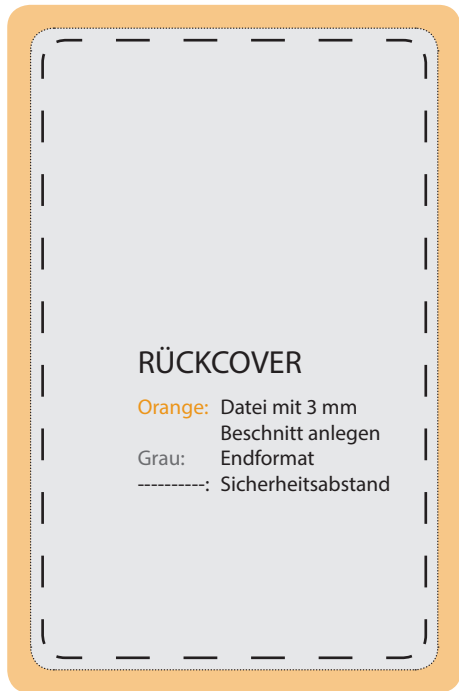 RÜCKCOVER
Orange: Datei mit 3 mm
Beschnitt anlegen
Grau: Endformat
----------: Sicherheitsabstand